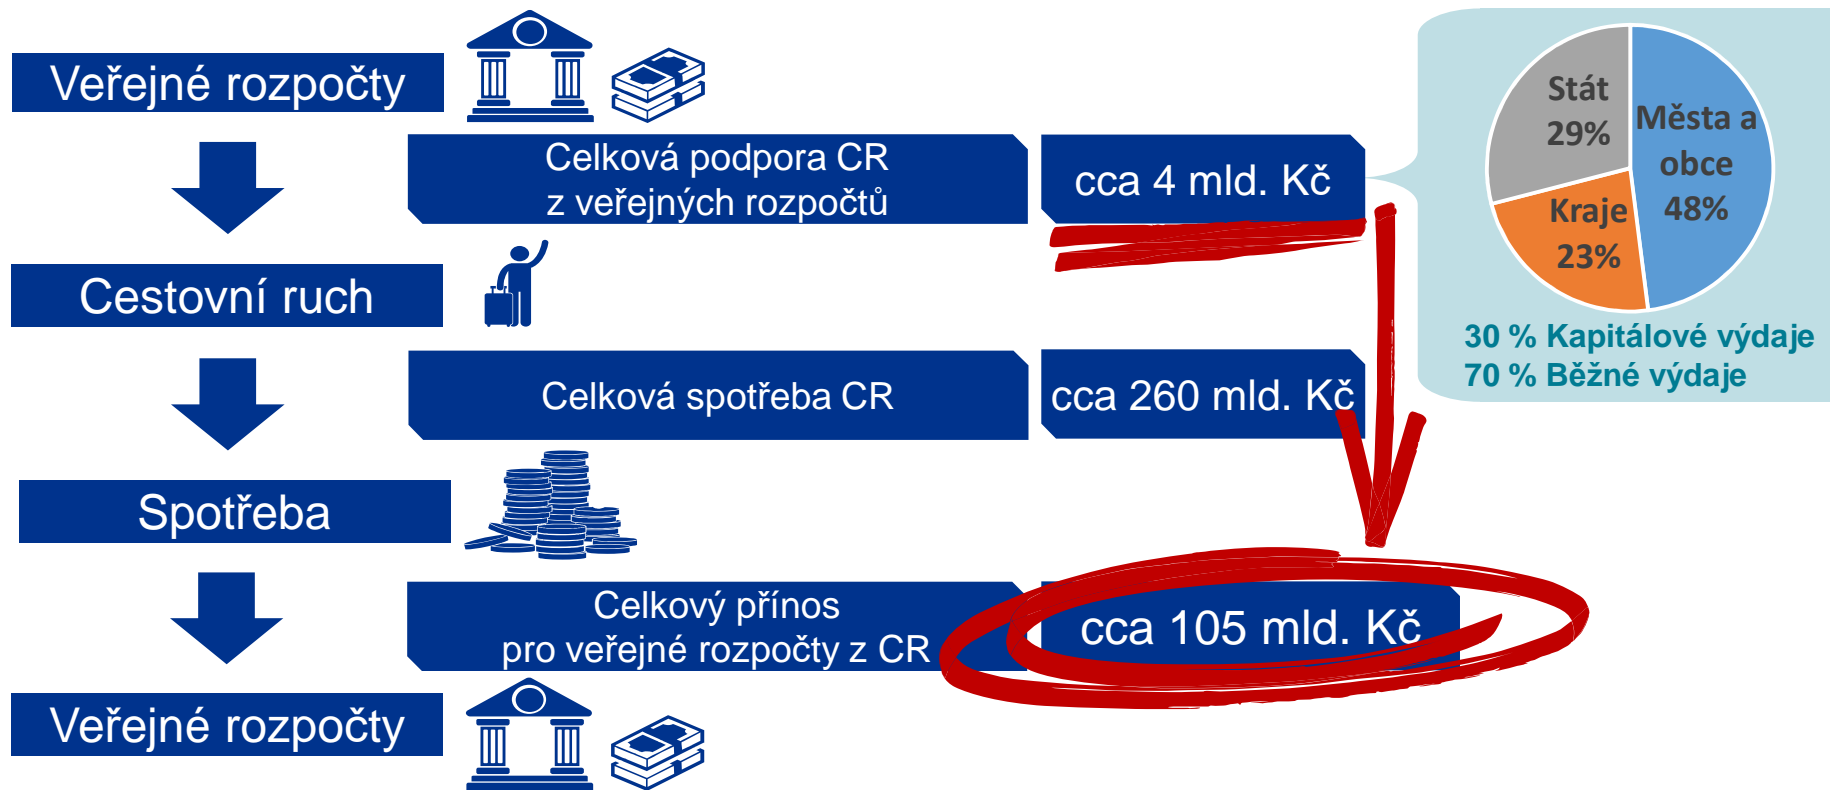 Veřejné rozpočty
Celková podpora CR
z veřejných rozpočtů
cca 4 mld. Kč
Stát
29%
Města a
obce
48%
Kraje
23%
30 % Kapitálové výdaje
70 % Běžné výdaje
Cestovní ruch
Celková spotřeba CR
cca 260 mld. Kč
Spotřeba
Celkový přínos
pro veřejné rozpočty z CR
cca 105 mld. Kč
Veřejné rozpočty